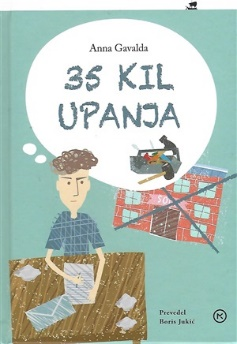 Anna Gavalda
35 KIL
UPANJA
Prevedel
Boris Jukić